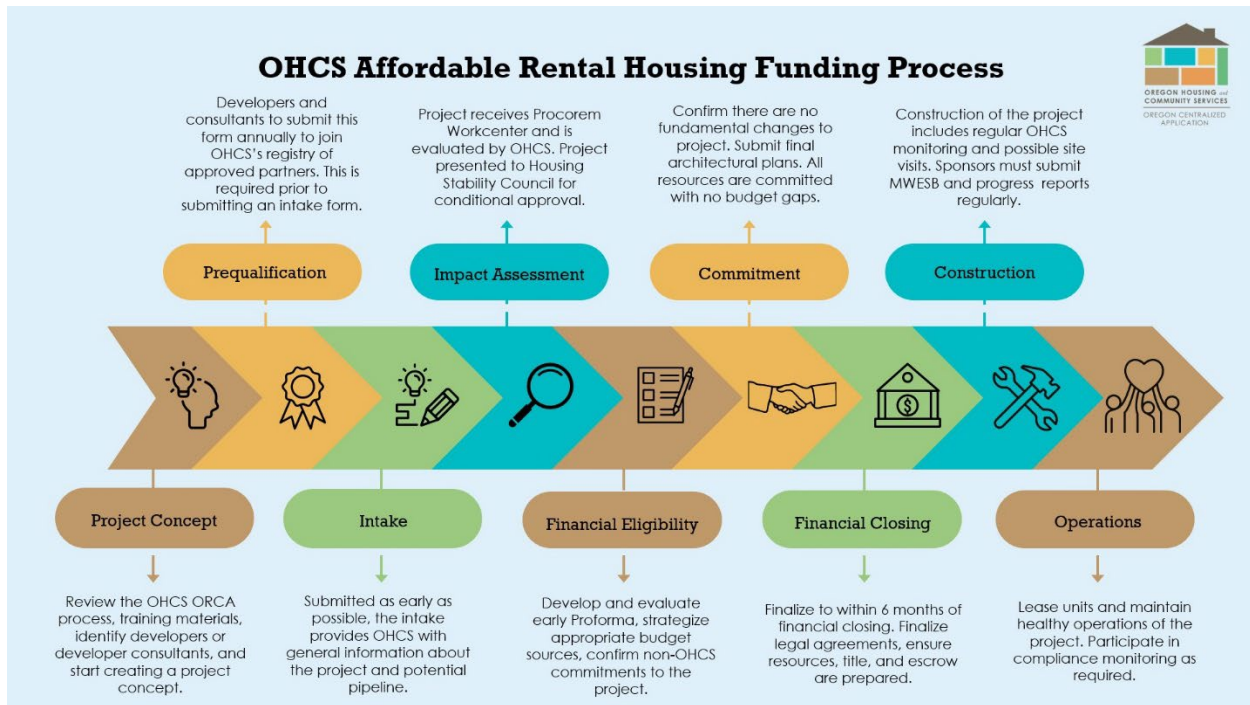 OHCS Affordable Rental Housing Funding Process
OREGON HOUSING and
COMMUNITY SERVICES
OREGON CENTRALIZED
APPLICATION
Developers and
consultants to submit this
form annually to join
OHCS's registry of
approved partners. This is
required prior to
submitting an intake form.
Project receives Procorem
Workcenter and is
evaluated by OHCS. Project
presented to Housing
Stability Council for
conditional approval.
Confirm there are no
fundamental changes to
project. Submit final
architectural plans. All
resources are committed
with no budget gaps.
Construction of the project
includes regular OHCS
monitoring and possible site
visits. Sponsors must submit
MWESB and progress reports
regularly.
Prequalification
Impact Assessment
Commitment
Construction
$
Project Concept
Intake
Financial Eligibility
Financial Closing
Operations
Review the OHCS ORCA
process, training materials,
identify developers or
developer consultants, and
start creating a project
concept.
Submitted as early as
possible, the intake
provides OHCS with
general information about
the project and potential
pipeline.
Develop and evaluate
early Proforma, strategize
appropriate budget
sources, confirm non-OHCS
commitments to the
project.
Finalize to within 6 months of
financial closing. Finalize
legal agreements, ensure
resources, title, and escrow
are prepared.
Lease units and maintain
healthy operations of the
project. Participate in
compliance monitoring as
required.